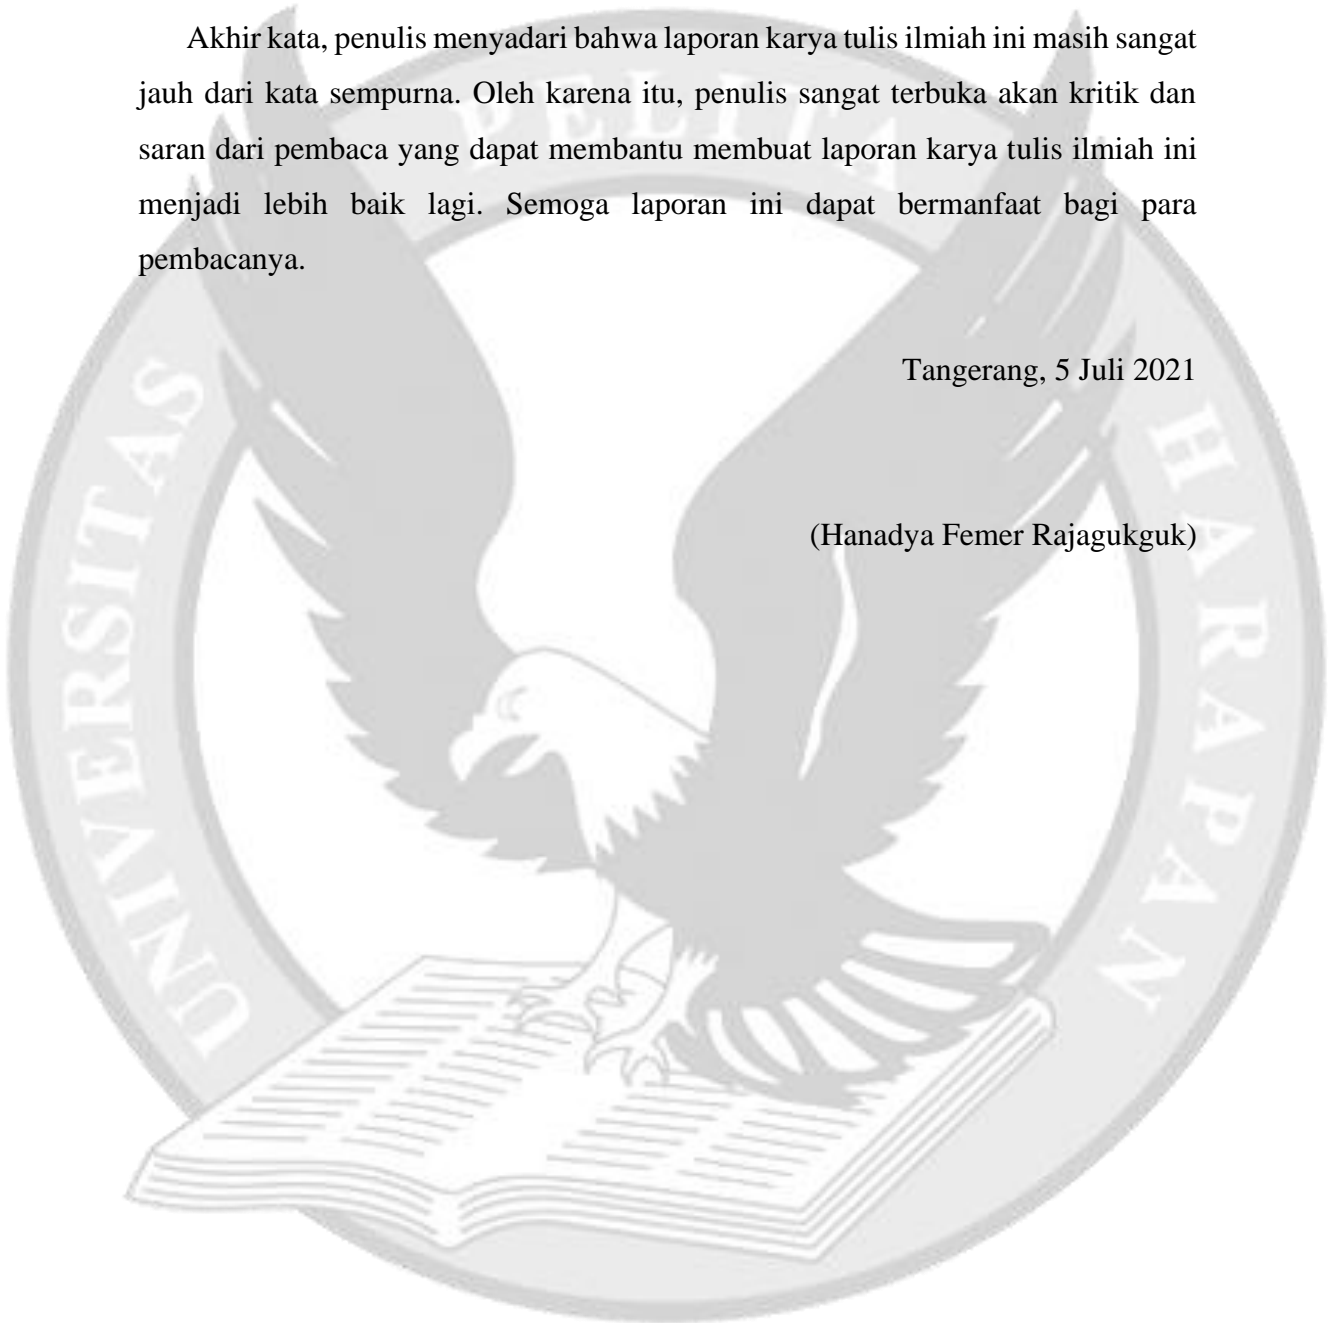 Akhir kata, penulis menyadari bahwa laporan karya tulis ilmiah ini masih sangat
jauh dari kata sempurna. Oleh karena itu, penulis sangat terbuka akan kritik dan
saran dari pembaca yang dapat membantu membuat laporan karya tulis ilmiah ini
menjadi lebih baik lagi. Semoga laporan ini dapat bermanfaat bagi para
pembacanya.
Tangerang, 5 Juli 2021
(Hanadya Femer Rajagukguk)
UNIVERSITAS
PELITA
HARAPAN